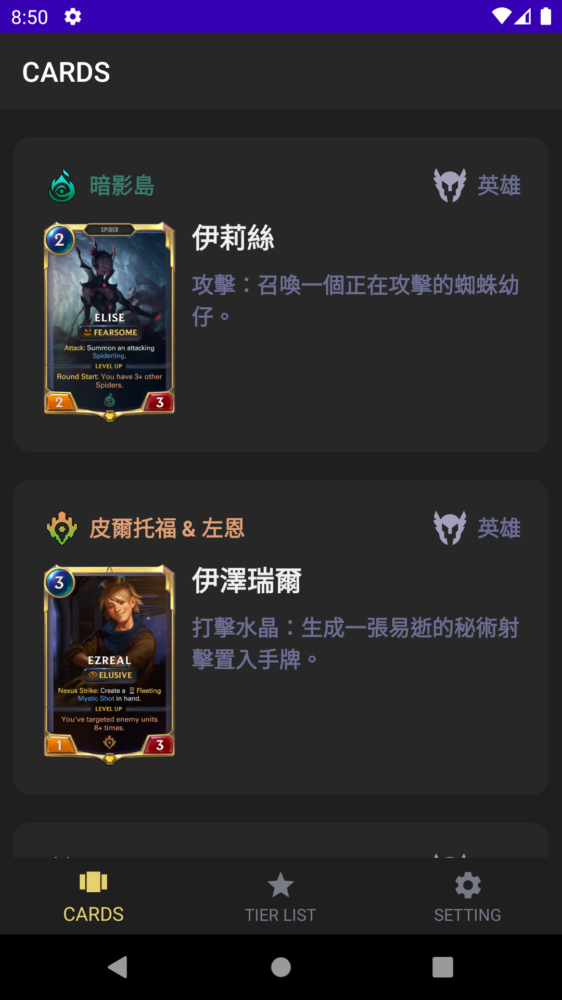 8:50
CARDS
暗影島
英雄
2
SPIDER
伊莉絲
攻擊：召喚一個正在攻擊的蜘蛛幼
仔。
ELISE
FEARSOME
Attack: Summon an attacking
Spiderling.
LEVEL UP
Round Start: You have 3+ other
Spiders.
2
3
皮爾托福 & 左恩
英雄
3
伊澤瑞爾
打擊水晶：生成一張易逝的秘術射
擊置入手牌。
EZREAL
ELUSIVE
Nexus Strike: Create a Fleeting
Mystic Shot in hand.
LEVEL UP
You've targeted enemy units
8+ times.
1
3
CARDS
TIER LIST
SETTING